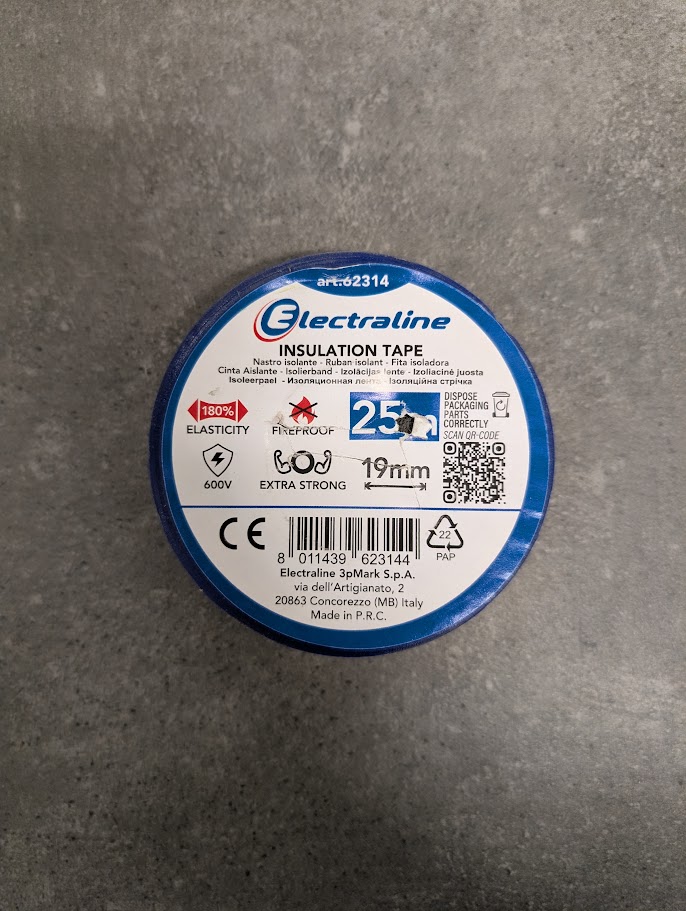 art.62314
Electraline
INSULATION TAPE
Nastro isolante - Ruban isolant - Fita isoladora
Cinta Aislante - Isolierband - Izolācijas lente - Izoliacinė juosta
Isoleerpael - Изоляционная лента - Ізоляційна стрічка
180%
ELASTICITY
FIREPROOF
25m
DISPOSE
PACKAGING
PARTS
CORRECTLY
SCAN QR-CODE
600V
EXTRA STRONG
19mm
CE
8 011439 623144
22
PAP
Electraline 3pMark S.p.A.
via dell'Artigianato, 2
20863 Concorezzo (MB) Italy
Made in P.R.C.